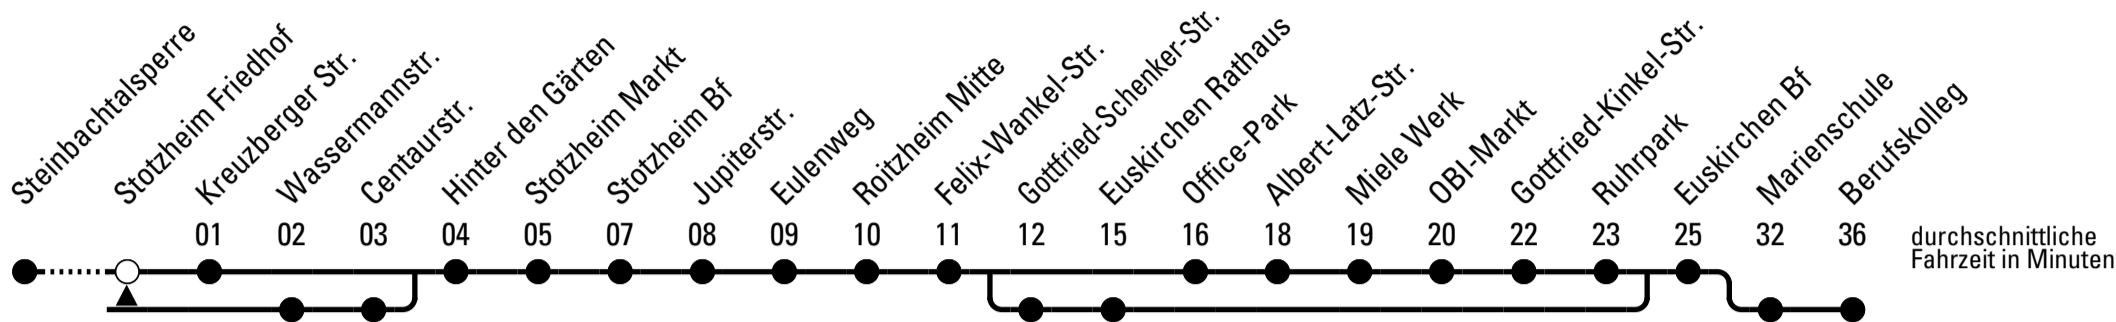 Steinbachtalsperre
Stotzheim Friedhof
Kreuzberger Str.
Wassermannstr.
Centaurstr.
Hinter den Gärten
Stotzheim Markt
Stotzheim Bf
Jupiterstr.
Eulenweg
Roitzheim Mitte
Felix-Wankel-Str.
Gottfried-Schenker-Str.
Euskirchen Rathaus
Office-Park
Albert-Latz-Str.
Miele Werk
OBI-Markt
Gottfried-Kinkel-Str.
Ruhrpark
Euskirchen Bf
Marienschule
Berufskolleg
01 02 03 04 05 07 08 09 10 11 12 15 16 18 19 20 22 23 25 32 36
durchschnittliche
Fahrzeit in Minuten